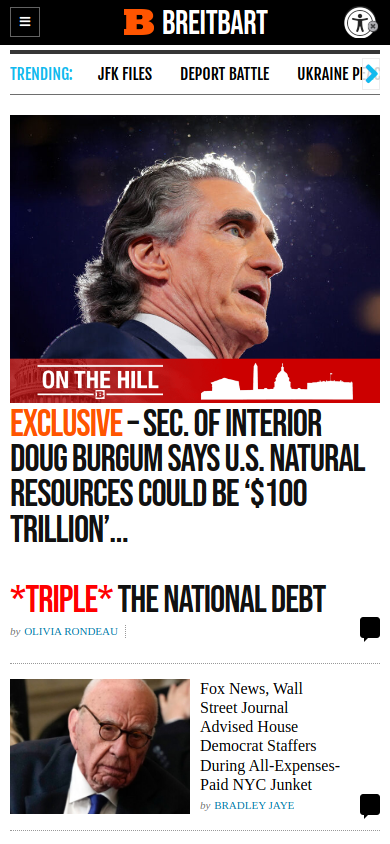 B BREITBART
TRENDING:
JFK FILES
DEPORT BATTLE
UKRAINE
ON THE HILL
B
EXCLUSIVE – SEC. OF INTERIOR
DOUG BURGUM SAYS U.S. NATURAL
RESOURCES COULD BE ‘$100
TRILLION’...
*TRIPLE* THE NATIONAL DEBT
by OLIVIA RONDEAU
Fox News, Wall
Street Journal
Advised House
Democrat Staffers
During All-Expenses-
Paid NYC Junket
by BRADLEY JAYE